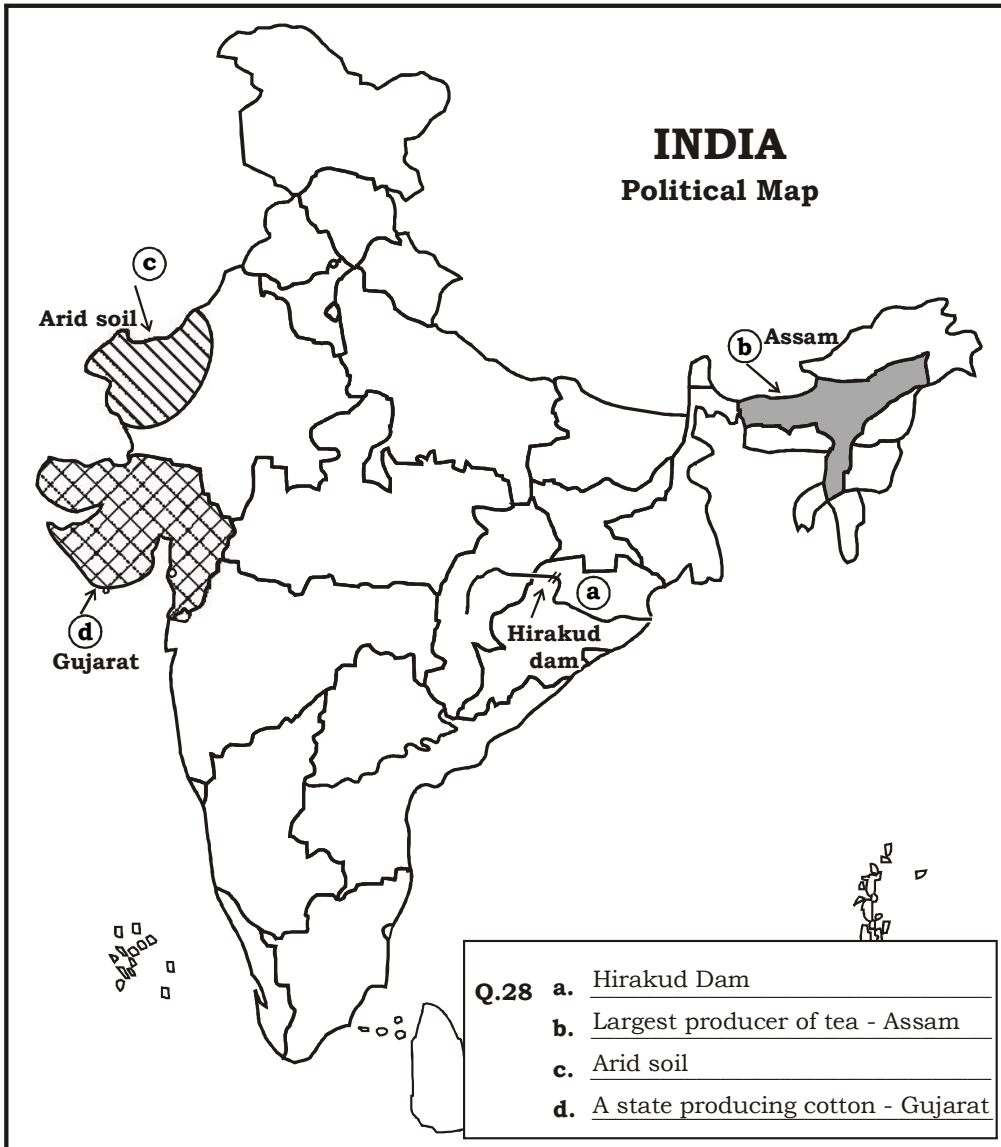 INDIA
Political Map
c
Arid soil
b Assam
a
Hirakud
dam
d
Gujarat
Q.28 a. Hirakud Dam
b. Largest producer of tea - Assam
c. Arid soil
d. A state producing cotton - Gujarat